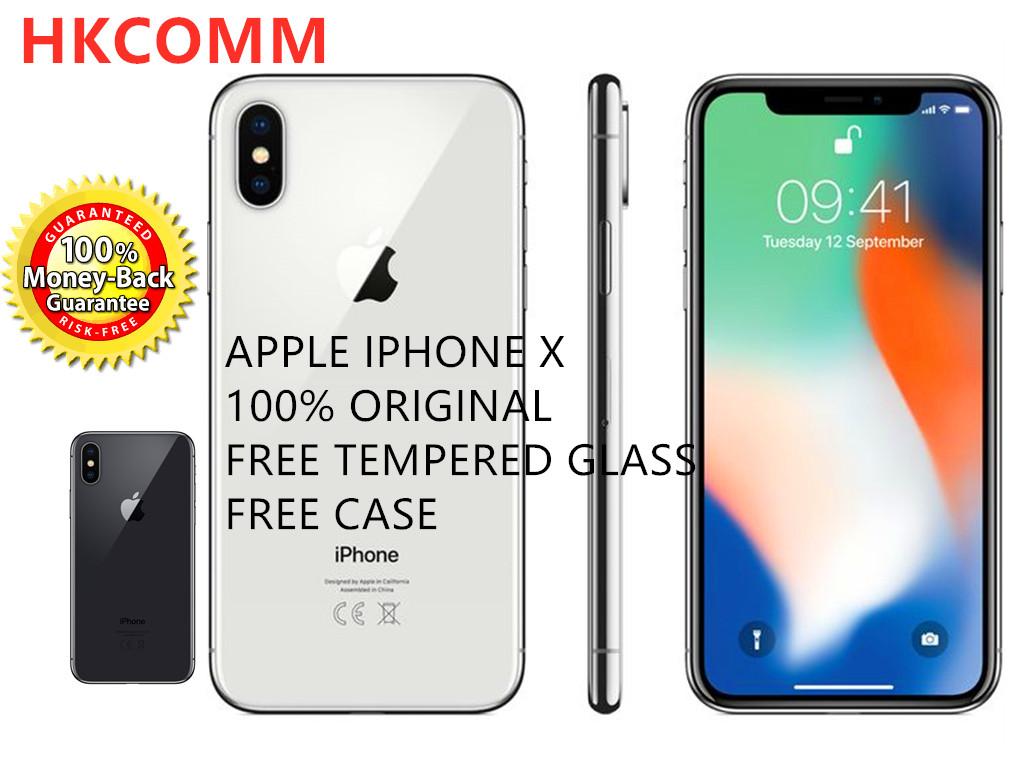 HKCOMM
GUARANTEED
100%
Money-Back
Guarantee
RISK-FREE
09:41
Tuesday 12 September
APPLE IPHONE X
100% ORIGINAL
FREE TEMPERED GLASS
FREE CASE
iPhone
Designed by Apple in California
Assembled in China
CE
iPhone